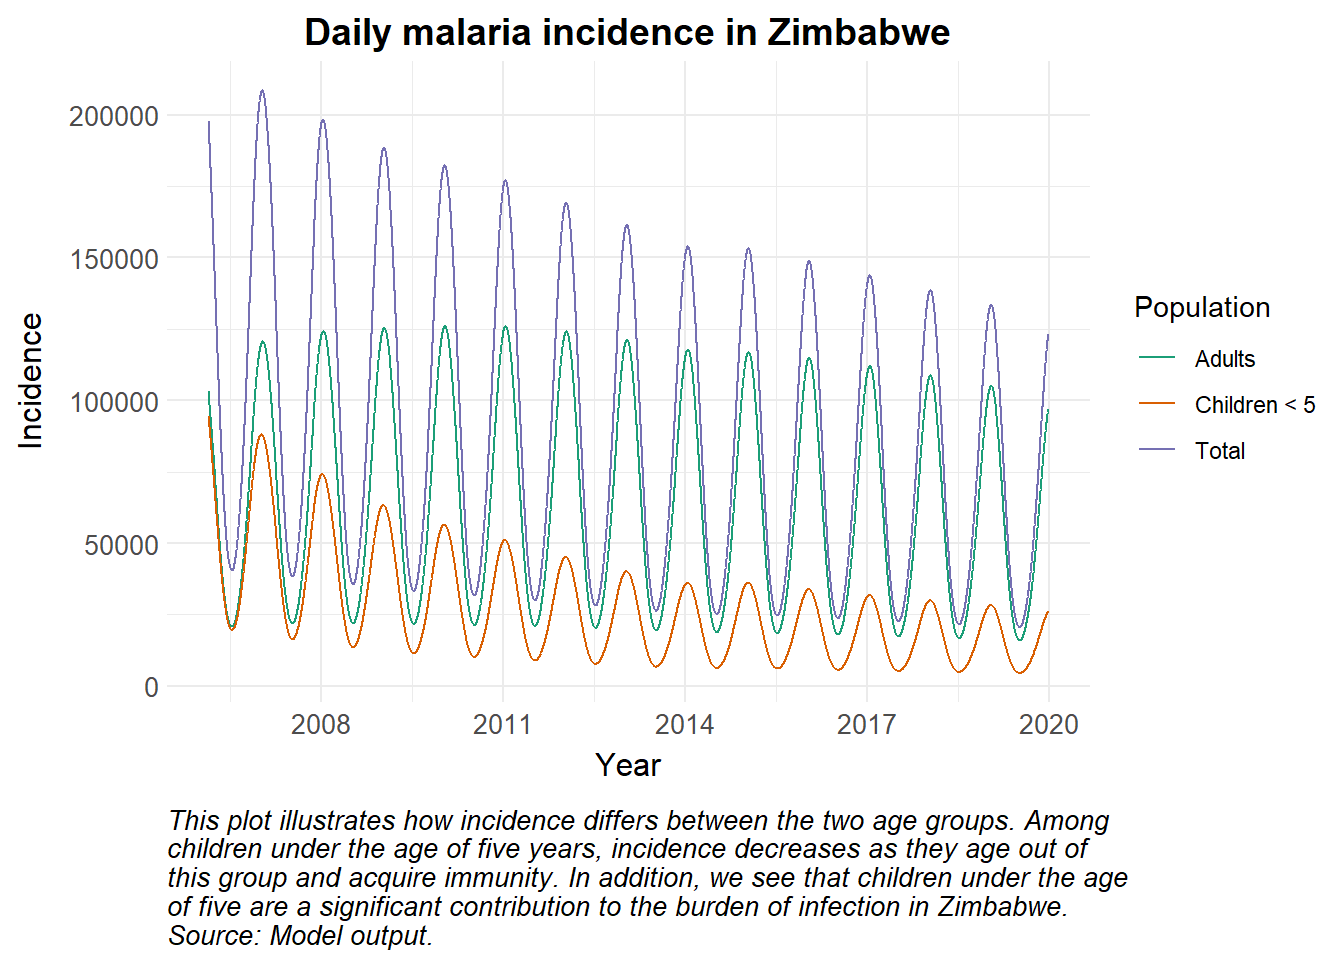 Daily malaria incidence in Zimbabwe
200000
150000
100000
50000
0
Incidence
2008 2011 2014 2017 2020
Year
Population
Adults
Children < 5
Total
This plot illustrates how incidence differs between the two age groups. Among
children under the age of five years, incidence decreases as they age out of
this group and acquire immunity. In addition, we see that children under the age
of five are a significant contribution to the burden of infection in Zimbabwe.
Source: Model output.